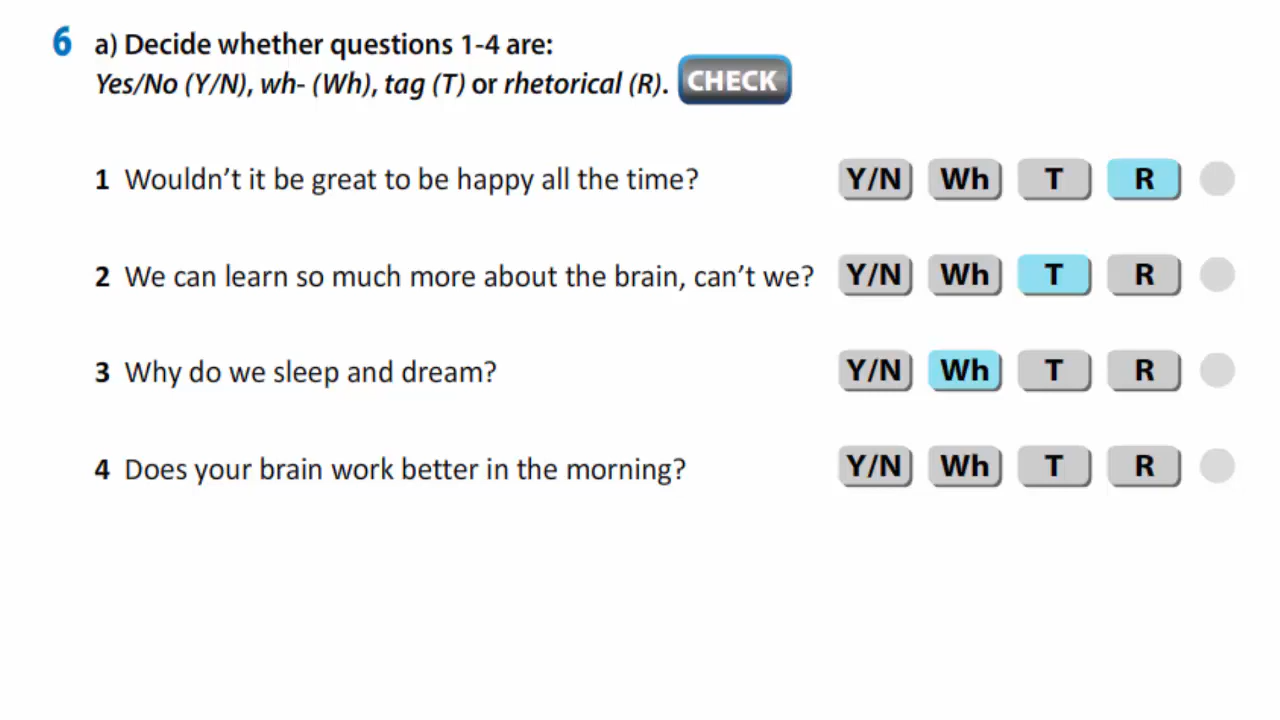 6 a) Decide whether questions 1-4 are:
Yes/No (Y/N), wh- (Wh), tag (T) or rhetorical (R). CHECK
1 Wouldn't it be great to be happy all the time? Y/N Wh T R
2 We can learn so much more about the brain, can't we? Y/N Wh T R
3 Why do we sleep and dream? Y/N Wh T R
4 Does your brain work better in the morning? Y/N Wh T R